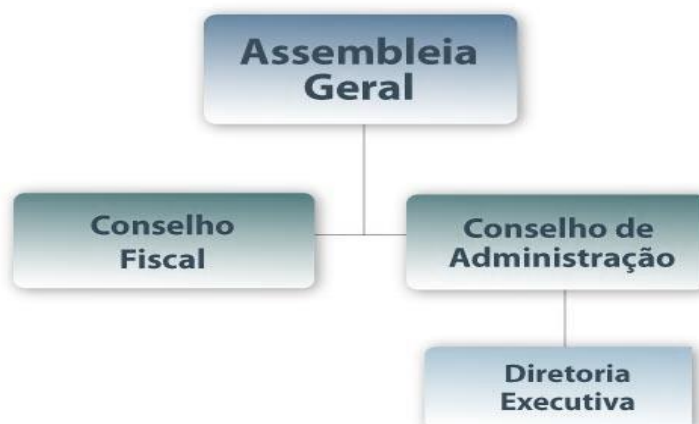 Assembleia
Geral
Conselho
Fiscal
Conselho de
Administração
Diretoria
Executiva